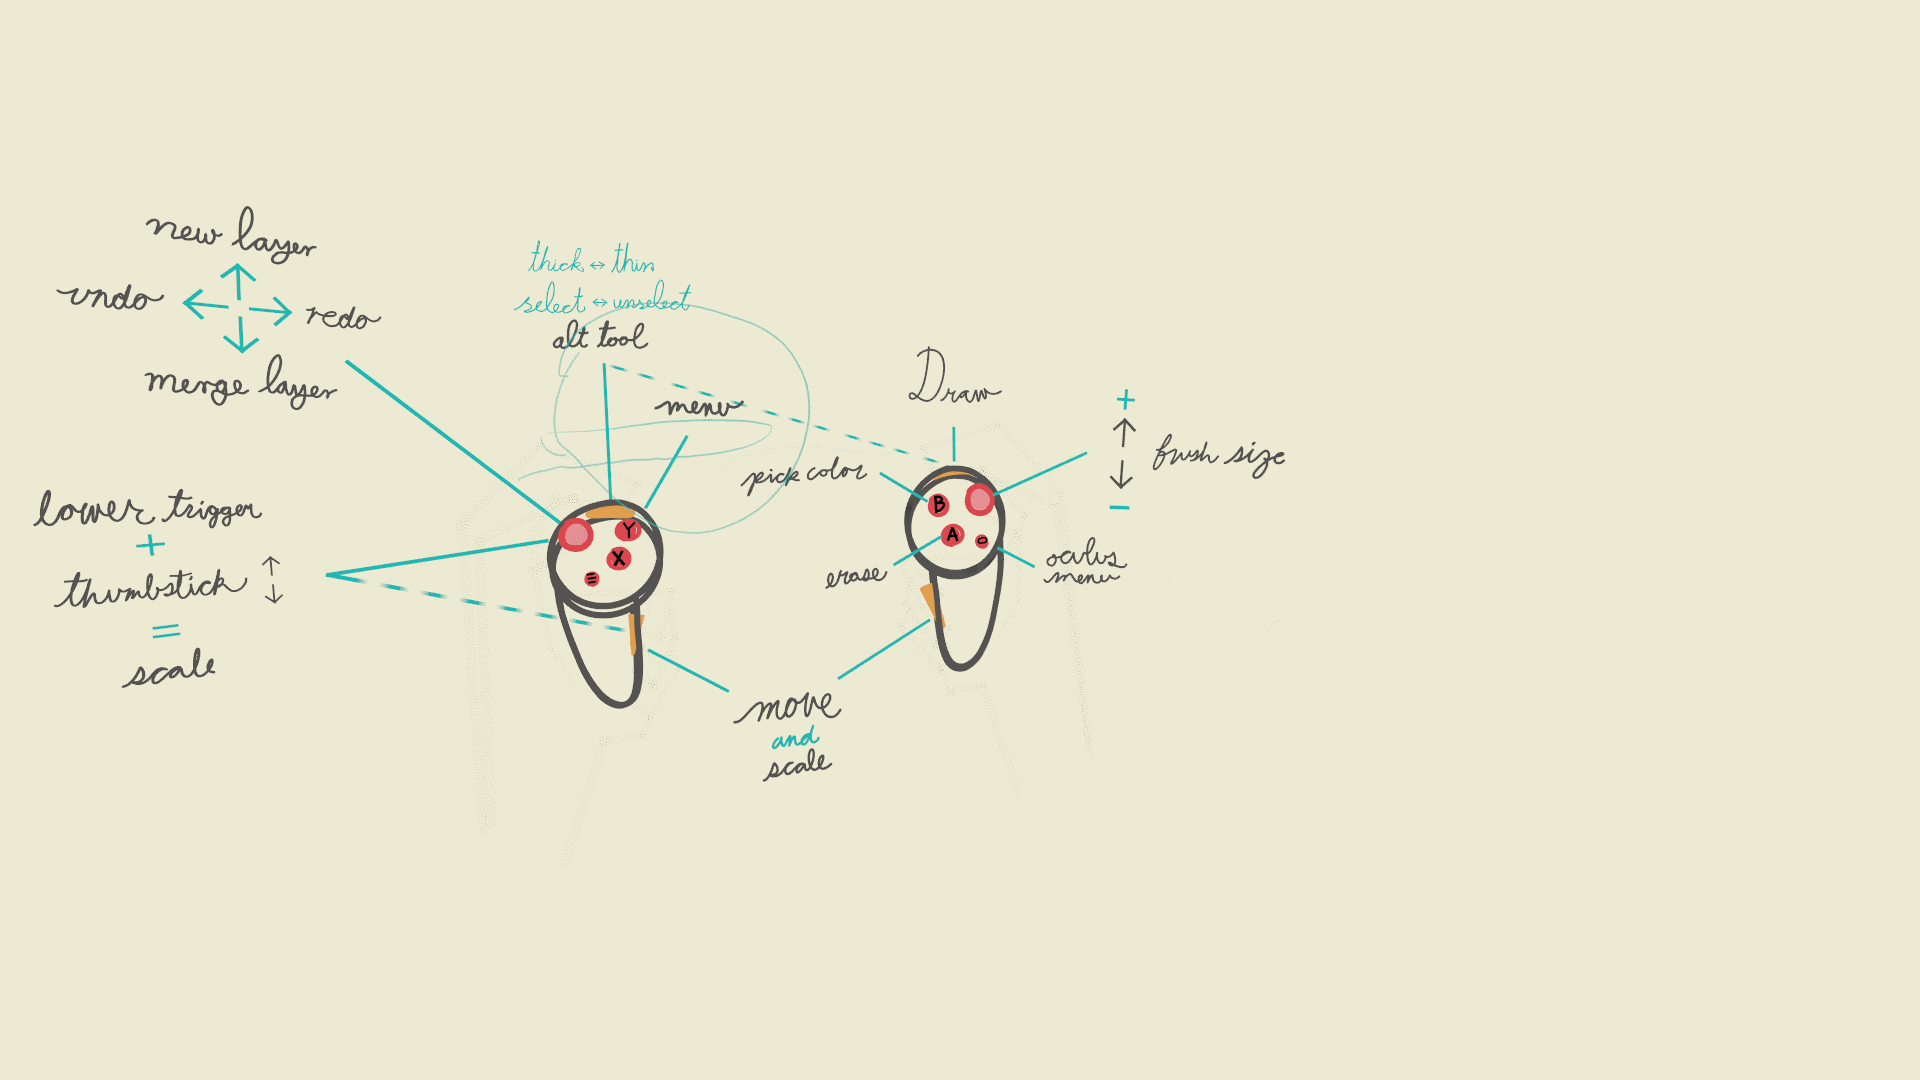 new layer
undo
redo
merge layer
lower trigger
+
thumbstick
=
scale
thick ↔ thin
select ↔ unselect
alt tool
menu
Y
X
Draw
pick color
B
A
erase
oculus
menu
+
brush size
-
move
and
scale